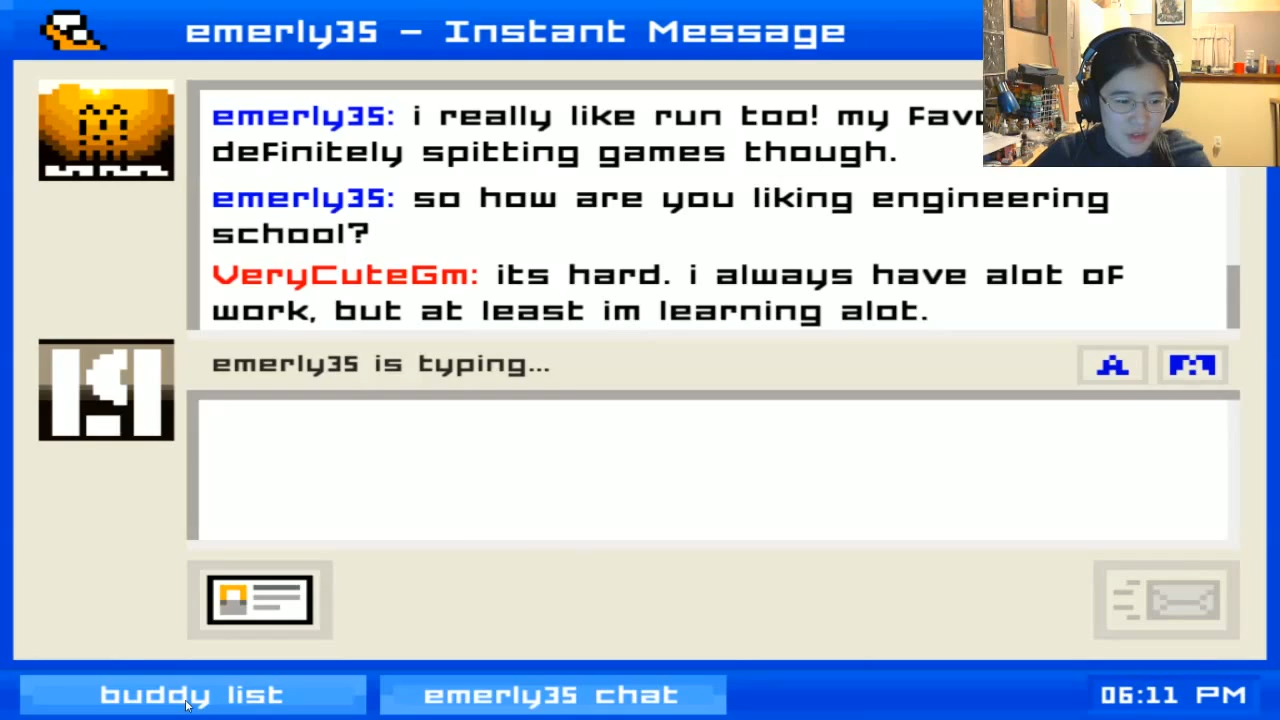 emerly35 - Instant Message
emerly35: i really like run too! my
definitely spitting games though.
emerly35: so how are you liking engineering
school?
VeryCuteGm: its hard. i always have alot of
work, but at least im learning alot.
emerly35 is typing...
buddy list
emerly35 chat
06:11 PM